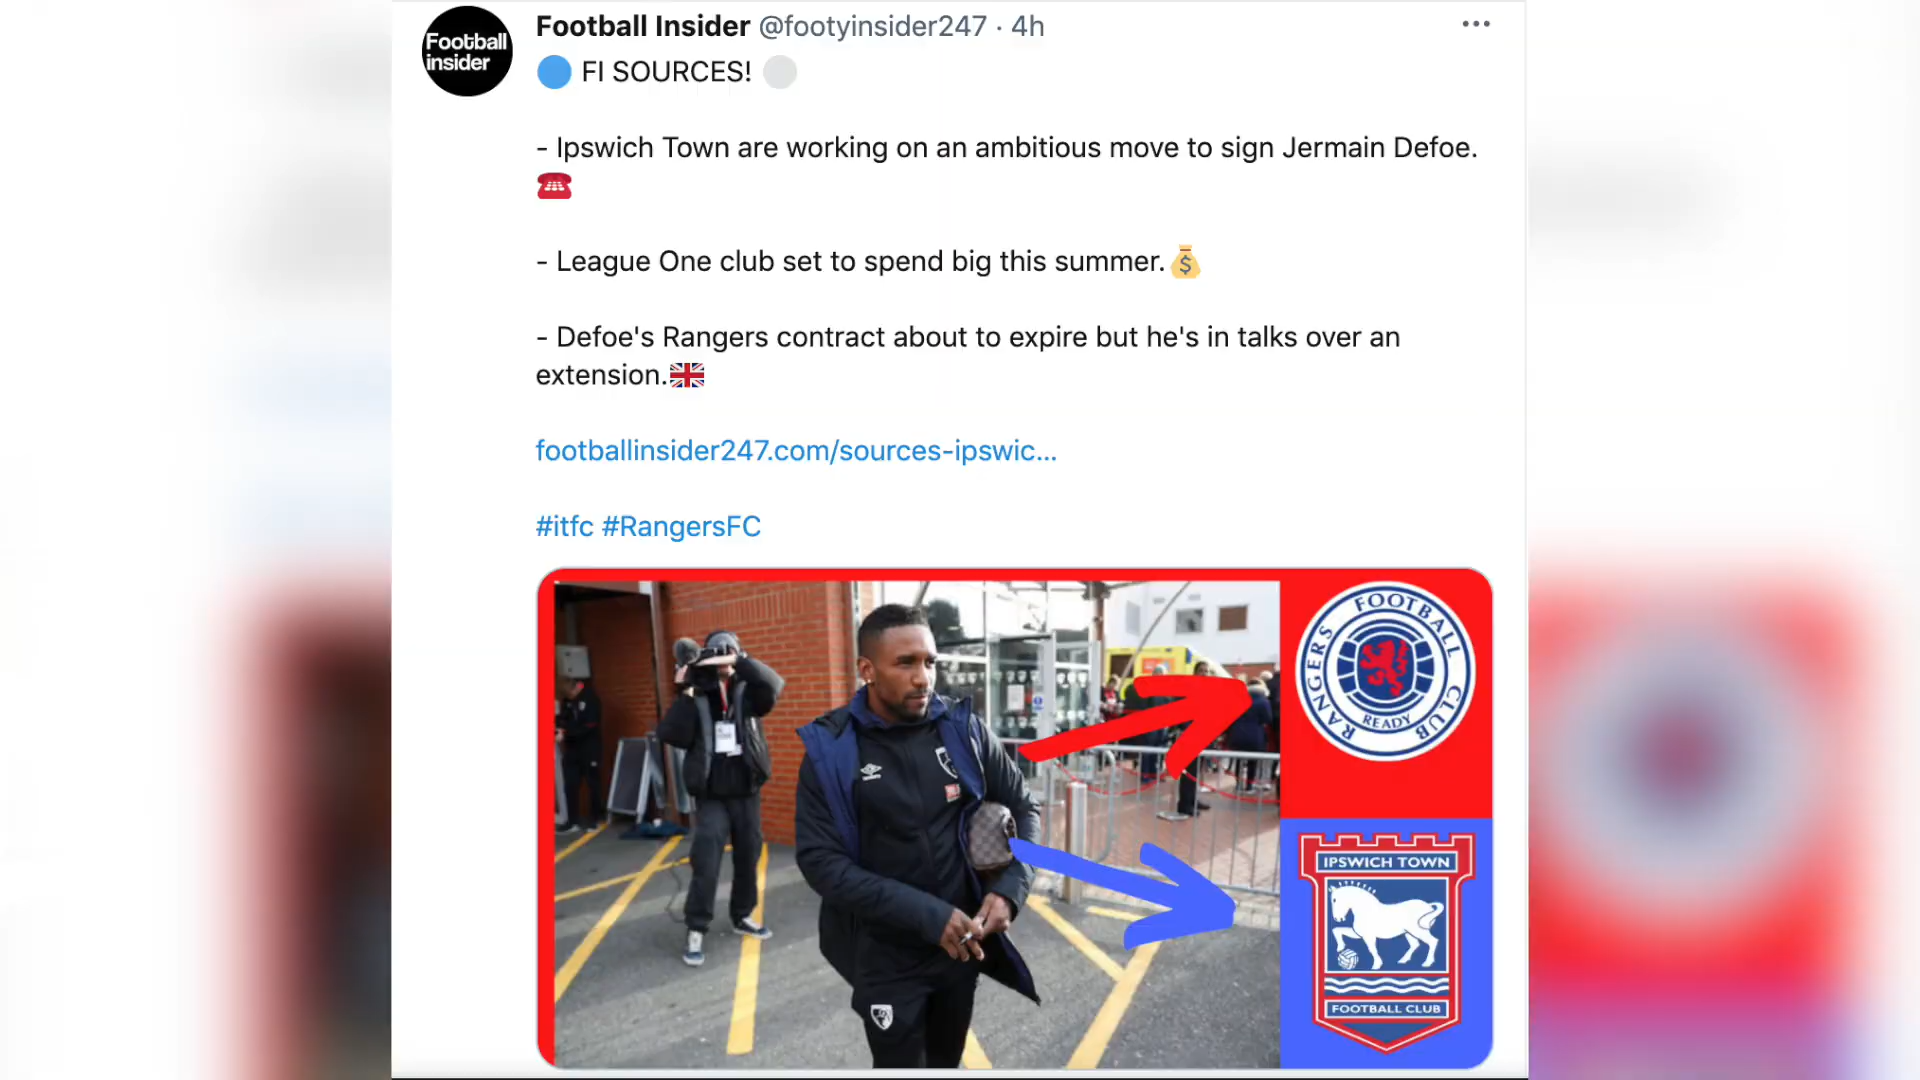 Football Insider @footyinsider247 · 4h
Football
insider
🔵 FI SOURCES! ⚪
- Ipswich Town are working on an ambitious move to sign Jermain Defoe.
☎️
- League One club set to spend big this summer.💰
- Defoe's Rangers contract about to expire but he's in talks over an
extension.🇬🇧
footballinsider247.com/sources-ipswic...
#itfc #RangersFC
RANGERS FOOTBALL CLUB
READY
IPSWICH TOWN
FOOTBALL CLUB